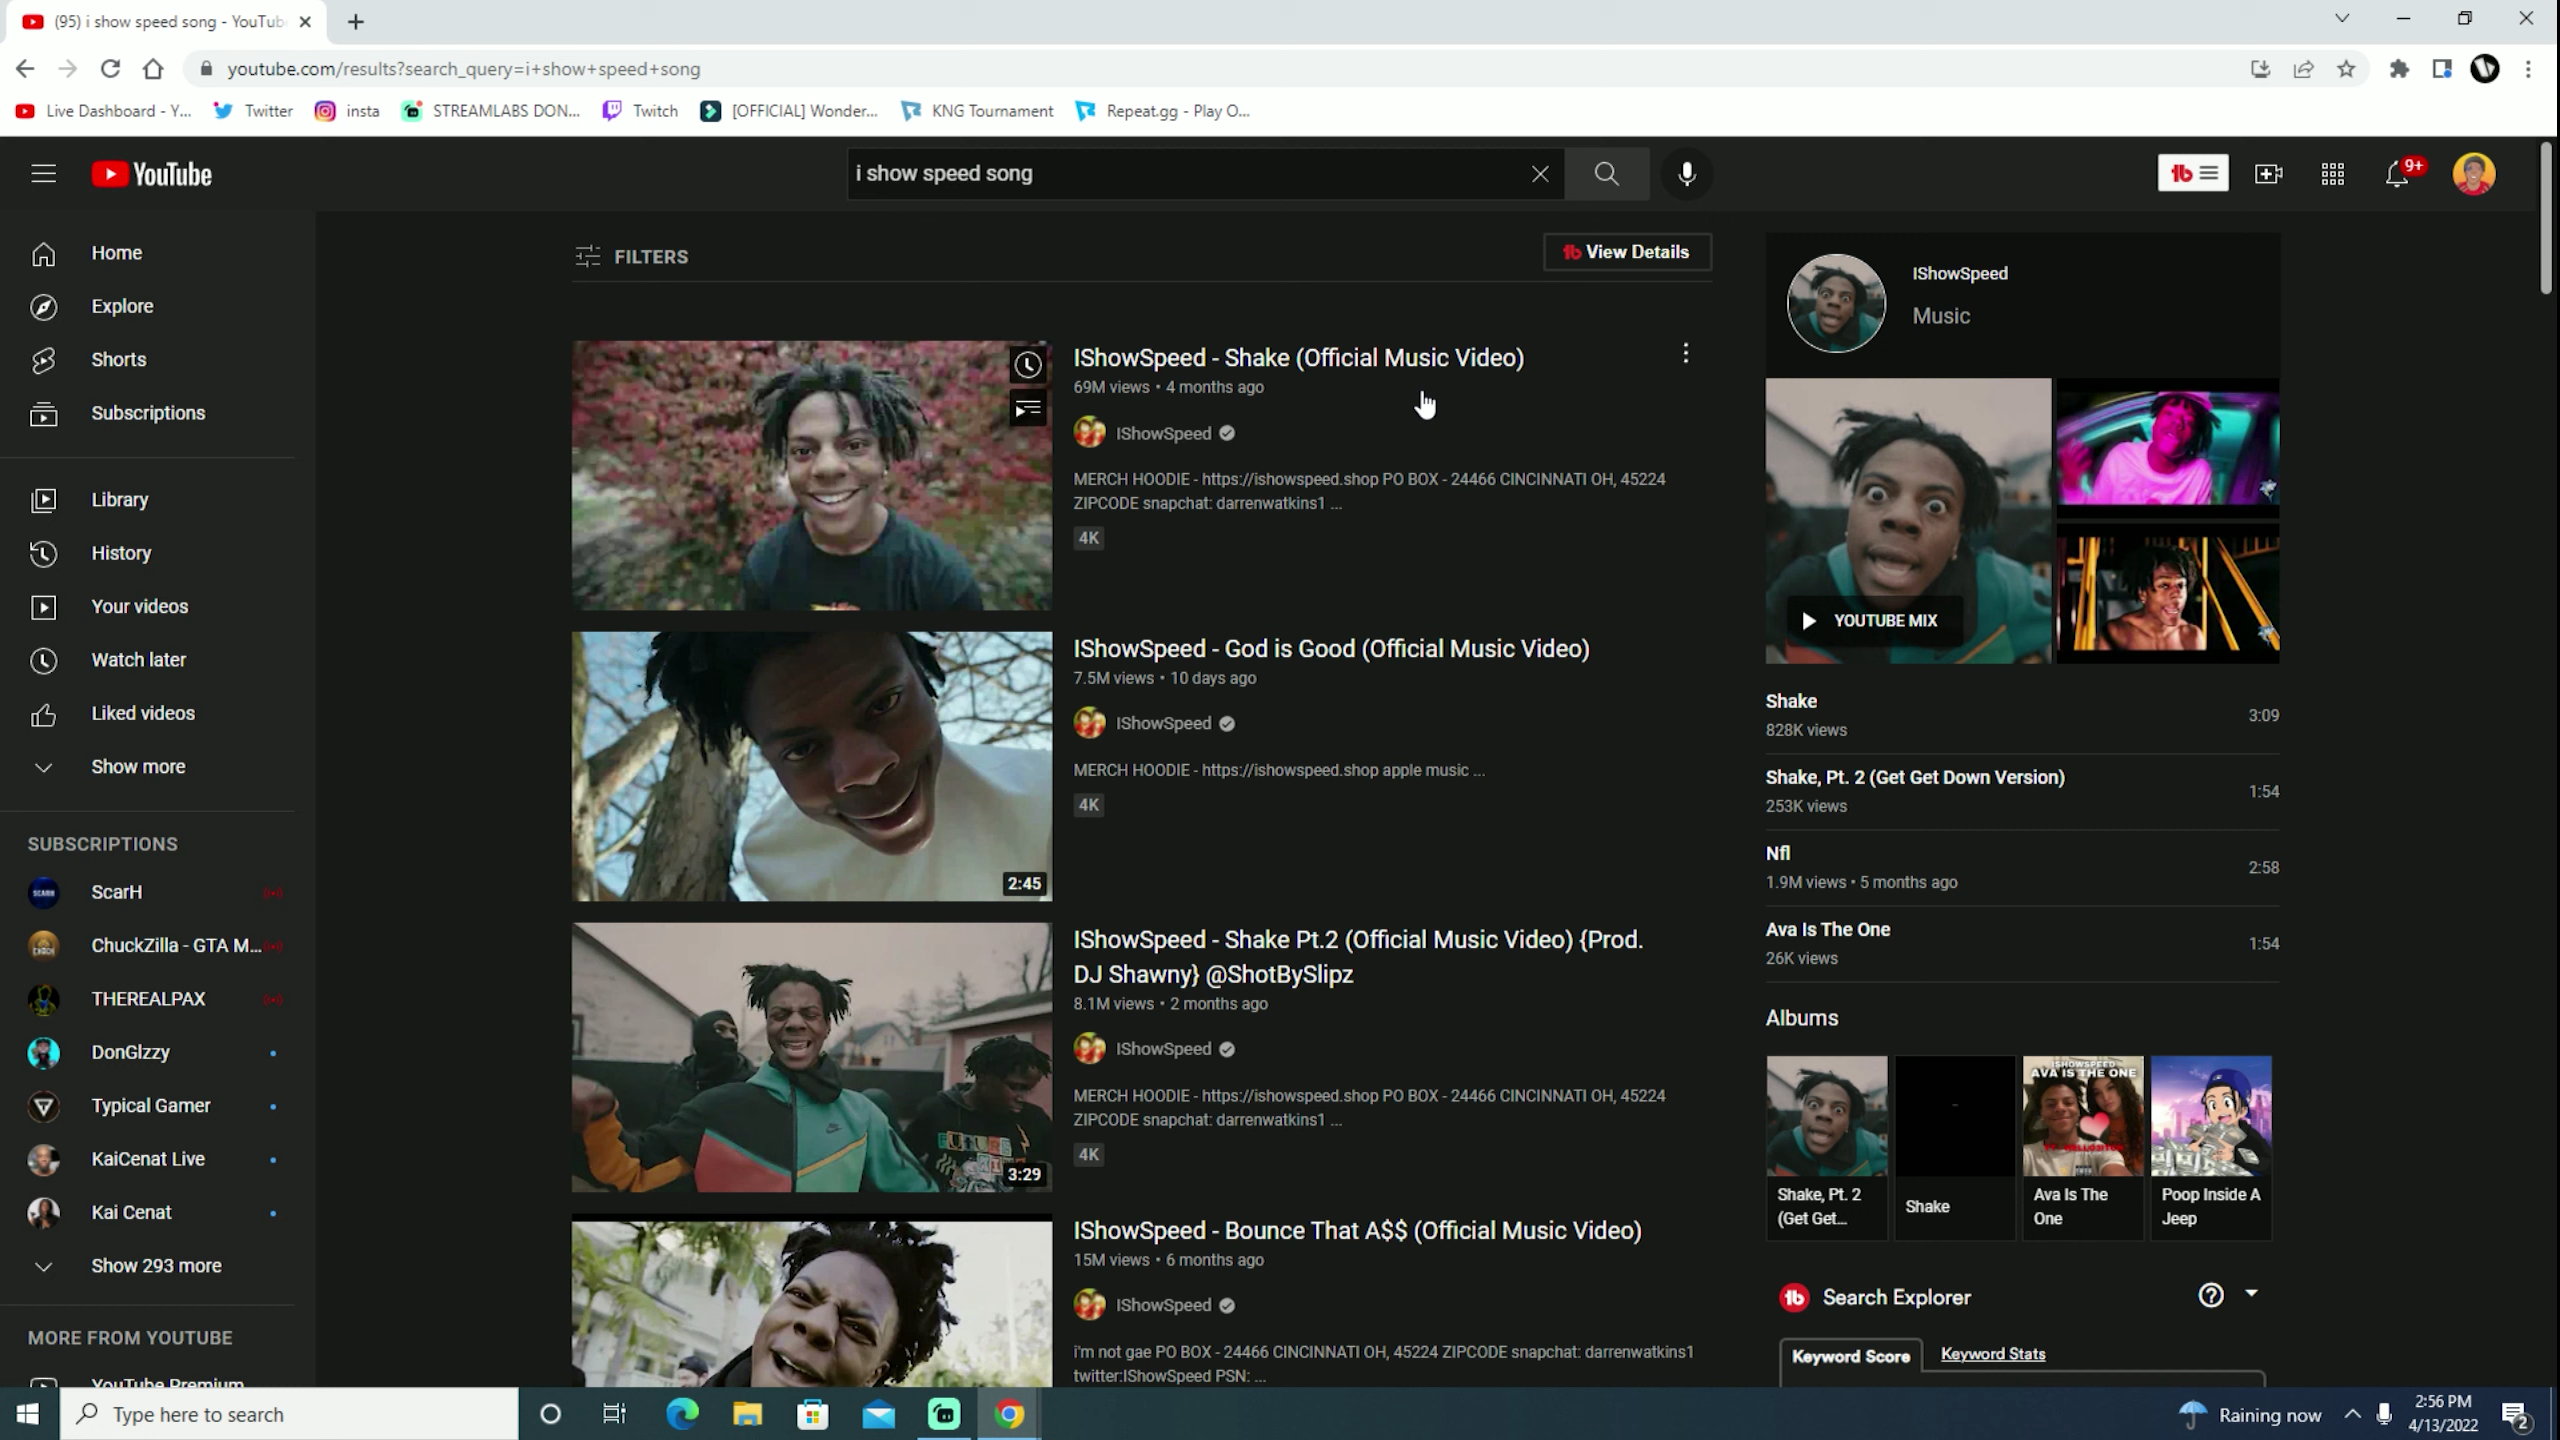 (95) i show speed song - YouTub
youtube.com/results?search_query=i+show+speed+song
Live Dashboard - Y...
Twitter
insta
STREAMLABS DON...
Twitch
[OFFICIAL] Wonder...
KNG Tournament
Repeat.gg - Play O...
YouTube
i show speed song
9+
Home
Explore
Shorts
Subscriptions
Library
History
Your videos
Watch later
Liked videos
Show more
SUBSCRIPTIONS
ScarH
ChuckZilla - GTA M...
THEREALPAX
DonGlzzy
Typical Gamer
KaiCenat Live
Kai Cenat
Show 293 more
MORE FROM YOUTUBE
YouTube Premium
FILTERS
View Details
IShowSpeed - Shake (Official Music Video)
69M views • 4 months ago
IShowSpeed
MERCH HOODIE - https://ishowspeed.shop PO BOX - 24466 CINCINNATI OH, 45224
ZIPCODE snapchat: darrenwatkins1 ...
4K
2:45
IShowSpeed - God is Good (Official Music Video)
7.5M views • 10 days ago
IShowSpeed
MERCH HOODIE - https://ishowspeed.shop apple music ...
4K
3:29
IShowSpeed - Shake Pt.2 (Official Music Video) {Prod.
DJ Shawny} @ShotBySlipz
8.1M views • 2 months ago
IShowSpeed
MERCH HOODIE - https://ishowspeed.shop PO BOX - 24466 CINCINNATI OH, 45224
ZIPCODE snapchat: darrenwatkins1 ...
4K
IShowSpeed - Bounce That A$$ (Official Music Video)
15M views • 6 months ago
IShowSpeed
i'm not gae PO BOX - 24466 CINCINNATI OH, 45224 ZIPCODE snapchat: darrenwatkins1
twitter:IShowSpeed PSN: ...
IShowSpeed
Music
YOUTUBE MIX
Shake
828K views
3:09
Shake, Pt. 2 (Get Get Down Version)
253K views
1:54
Nfl
1.9M views • 5 months ago
2:58
Ava Is The One
26K views
1:54
Albums
ISHOWSPEED
AVA IS THE ONE
Shake, Pt. 2
(Get Get...
Shake
Ava Is The
One
Poop Inside A
Jeep
Search Explorer
Keyword Score
Keyword Stats
Type here to search
Raining now
2:56 PM
4/13/2022
2